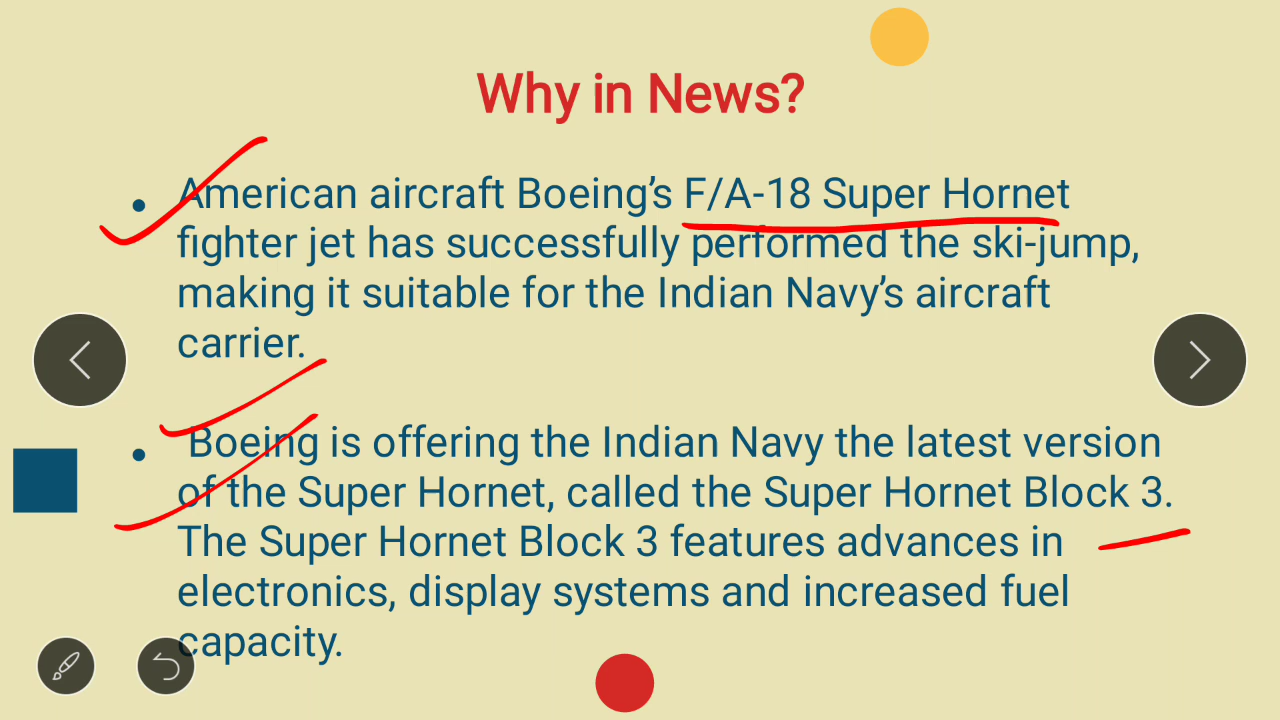 Why in News?
• American aircraft Boeing’s F/A-18 Super Hornet
fighter jet has successfully performed the ski-jump,
making it suitable for the Indian Navy’s aircraft
carrier.
• Boeing is offering the Indian Navy the latest version
of the Super Hornet, called the Super Hornet Block 3.
The Super Hornet Block 3 features advances in
electronics, display systems and increased fuel
capacity.